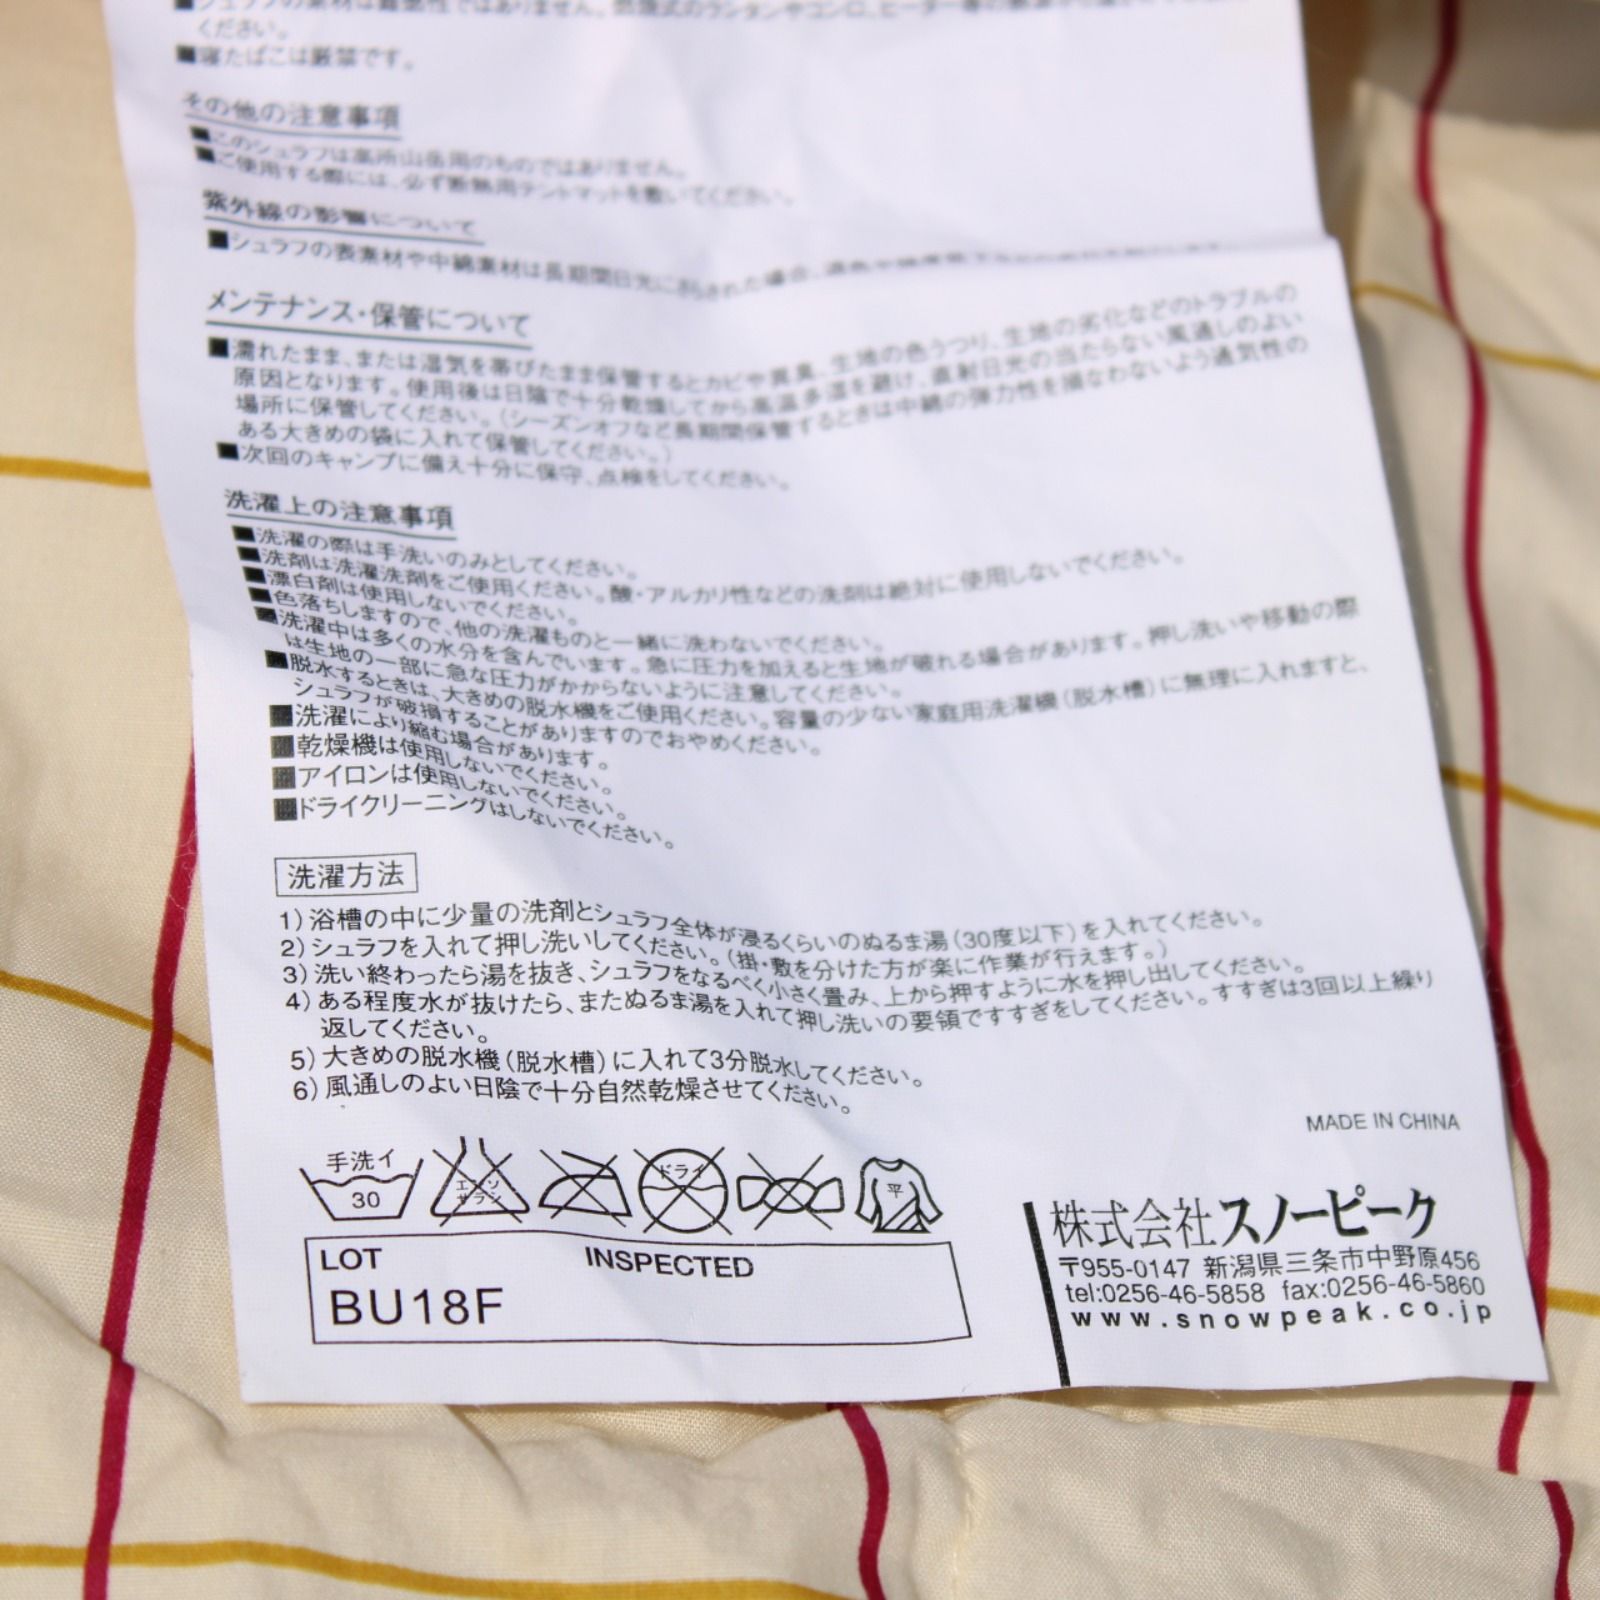 ください。
■寝たばこは厳禁です。
その他の注意事項
■このシュラフは高所山岳用のものではありません。
■ご使用する際には、必ず断熱用テントマットを敷いてください。
紫外線の影響について
■シュラフの表素材や中綿素材は長期間日光にさらされた場合、
メンテナンス・保管について
■濡れたまま、または湿気を帯びたまま保管するとカビや異臭、生地の色うつり、生地の劣化などのトラブルの
原因となります。使用後は日陰で十分乾燥してから高温多湿を避け、直射日光の当たらない風通しのよい
場所に保管してください。(シーズンオフなど長期間保管するときは中綿の弾力性を損なわないよう通気性の
ある大きめの袋に入れて保管してください。)
■次回のキャンプに備え十分に保守、点検をしてください。
洗濯上の注意事項
■洗濯の際は手洗いのみとしてください。
■洗剤は洗濯洗剤をご使用ください。酸・アルカリ性などの洗剤は絶対に使用しないでください。
■漂白剤は使用しないでください。
■色落ちしますので、他の洗濯ものと一緒に洗わないでください。
■洗濯中は多くの水分を含んでいます。急に圧力を加えると生地が破れる場合があります。押し洗いや移動の際
は生地の一部に急な圧力がかからないように注意してください。
■脱水するときは、大きめの脱水機をご使用ください。容量の少ない家庭用洗濯機(脱水槽)に無理に入れますと、
シュラフが破損することがありますのでおやめください。
■洗濯により縮む場合があります。
■乾燥機は使用しないでください。
■アイロンは使用しないでください。
■ドライクリーニングはしないでください。
洗濯方法
1)浴槽の中に少量の洗剤とシュラフ全体が浸るくらいのぬるま湯(30度以下)を入れてください。
2)シュラフを入れて押し洗いしてください。(掛・敷を分けた方が楽に作業が行えます。)
3)洗い終わったら湯を抜き、シュラフをなるべく小さく畳み、上から押すように水を押し出してください。
4)ある程度水が抜けたら、またぬるま湯を入れて押し洗いの要領ですすぎをしてください。すすぎは3回以上繰り
返してください。
5)大きめの脱水機(脱水槽)に入れて3分脱水してください。
6)風通しのよい日陰で十分自然乾燥させてください。
MADE IN CHINA
手洗イ
30
エンソ
サラシ
ドライ
平
LOT INSPECTED
BU18F
株式会社スノーピーク
〒955-0147 新潟県三条市中野原456
tel:0256-46-5858 fax:0256-46-5860
www.snowpeak.co.jp